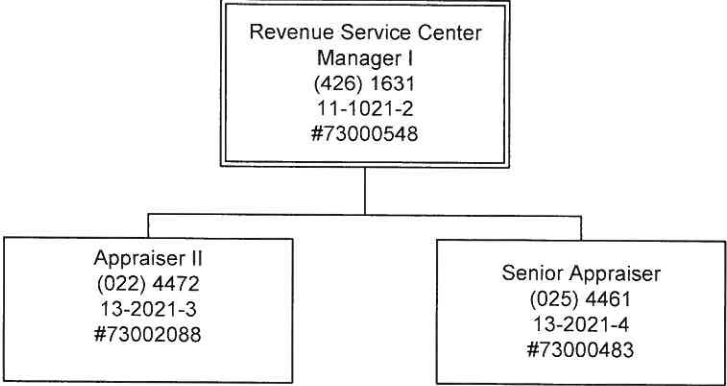 Revenue Service Center
Manager I
(426) 1631
11-1021-2
#73000548
Appraiser II
(022) 4472
13-2021-3
#73002088
Senior Appraiser
(025) 4461
13-2021-4
#73000483